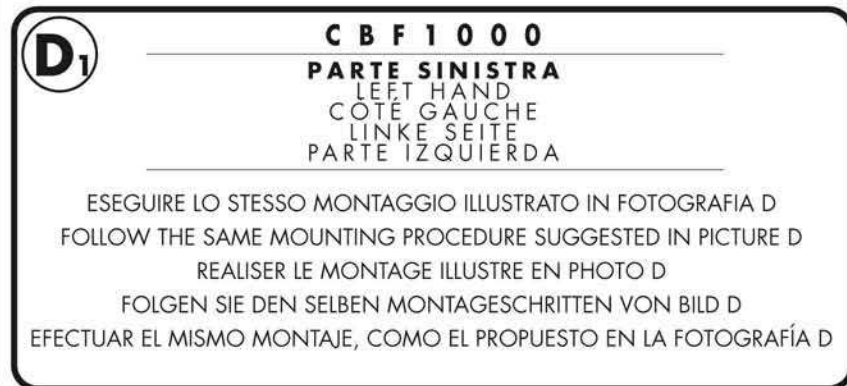 D1
CBF1000
PARTE SINISTRA
LEFT HAND
CÔTÉ GAUCHE
LINKE SEITE
PARTE IZQUIERDA
ESEGUIRE LO STESSO MONTAGGIO ILLUSTRATO IN FOTOGRAFIA D
FOLLOW THE SAME MOUNTING PROCEDURE SUGGESTED IN PICTURE D
REALISER LE MONTAGE ILLUSTRE EN PHOTO D
FOLGEN SIE DEN SELBEN MONTAGESCHRITTEN VON BILD D
EFECTUAR EL MISMO MONTAJE, COMO EL PROPUESTO EN LA FOTOGRAFÍA D